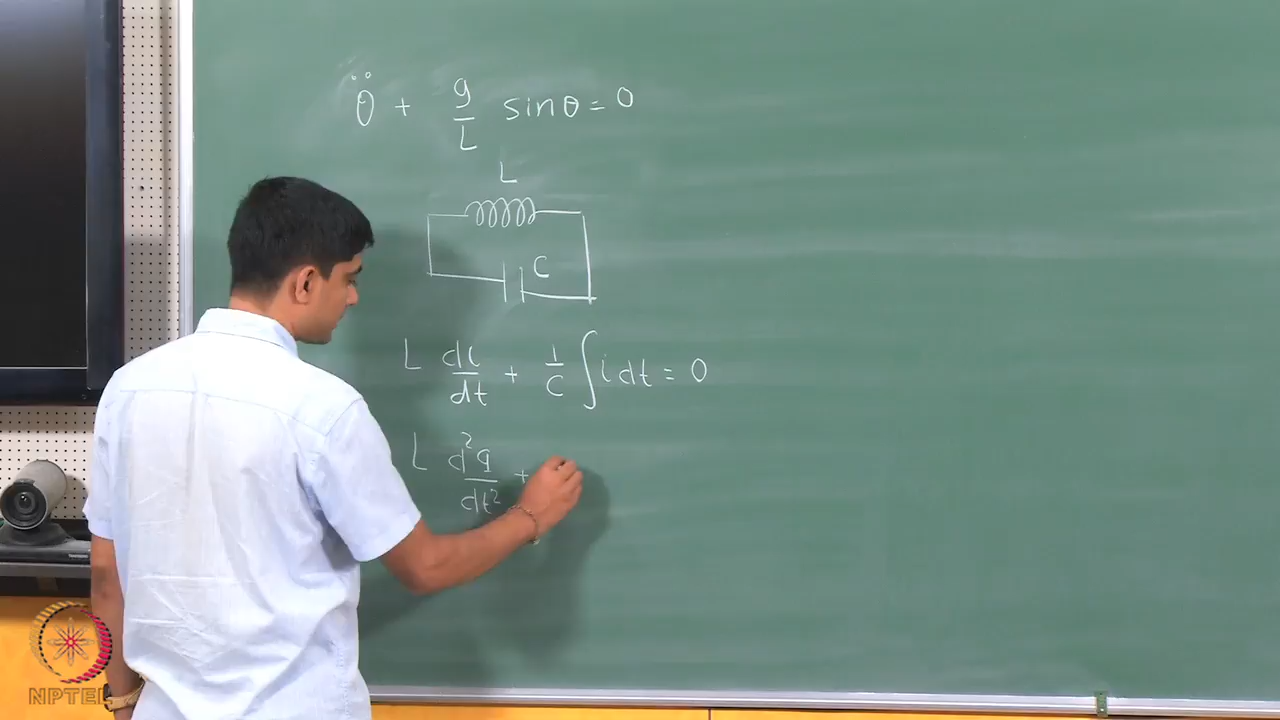 θ̈ + g/L sinθ = 0
L
C
L di/dt + 1/C ∫ i dt = 0
L d²q/dt² +
NPTEL